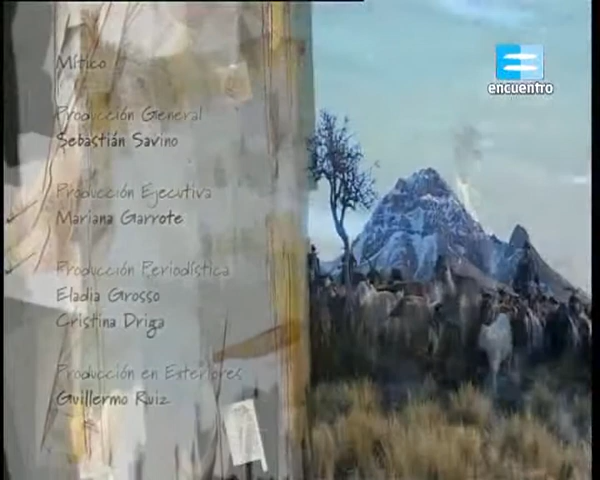 Mítico
encuentro
Producción General
Sebastián Savino
Producción Ejecutiva
Mariana Garrote
Producción Periodística
Eladia Grosso
Cristina Driga
Producción en Exteriores
Guillermo Ruiz